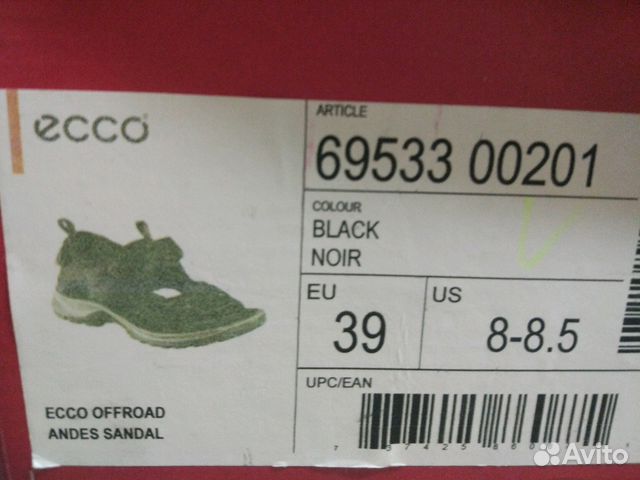 ecco
ARTICLE
69533 00201
COLOUR
BLACK
NOIR
EU
39
US
8-8.5
UPC/EAN
ECCO OFFROAD
ANDES SANDAL
Avito